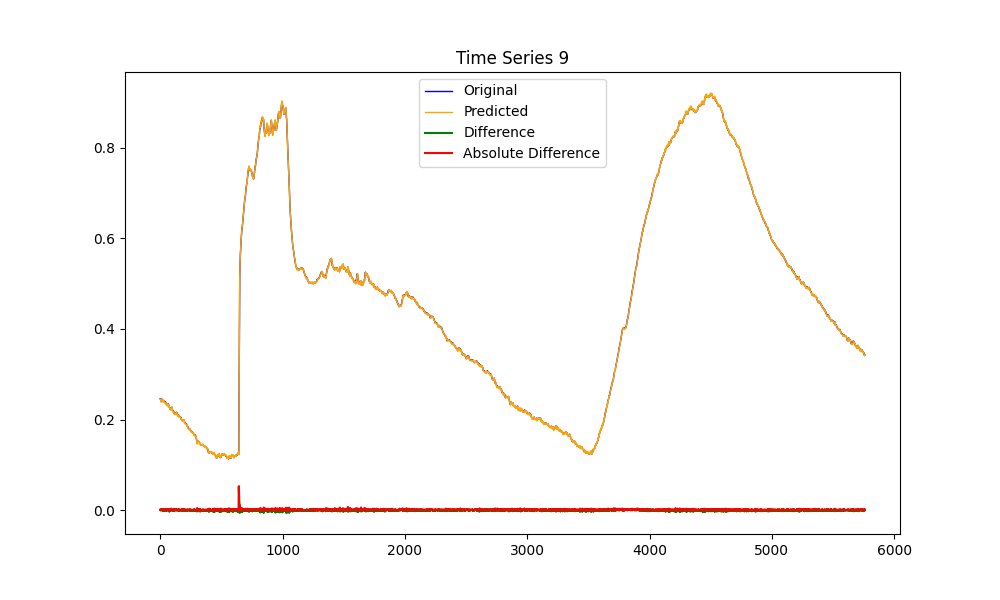 Time Series 9
Original
Predicted
Difference
Absolute Difference
0.8
0.6
0.4
0.2
0.0
0 1000 2000 3000 4000 5000 6000